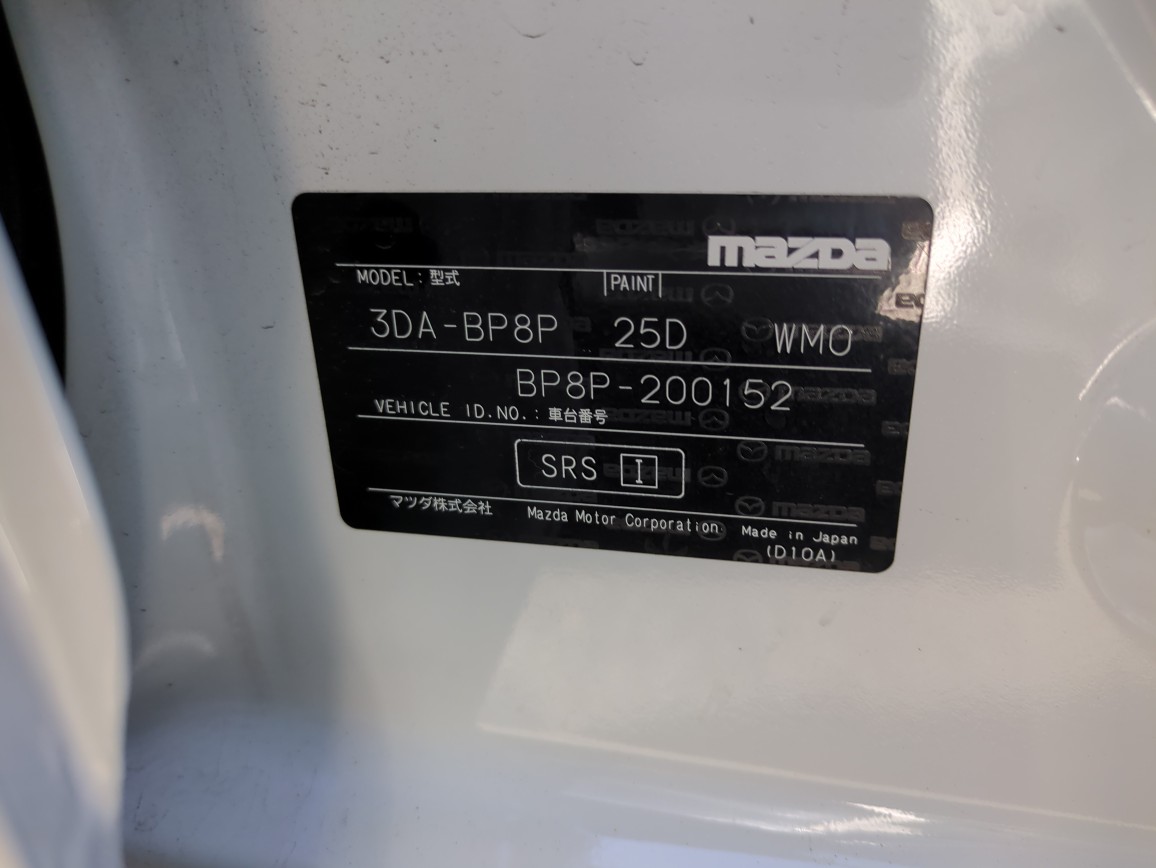 mazda
MODEL:型式 PAINT
3DA-BP8P 25D WMO
BP8P-200152
VEHICLE ID.NO.:車台番号
SRS I
マツダ株式会社 Mazda Motor Corporation Made in Japan
(D10A)